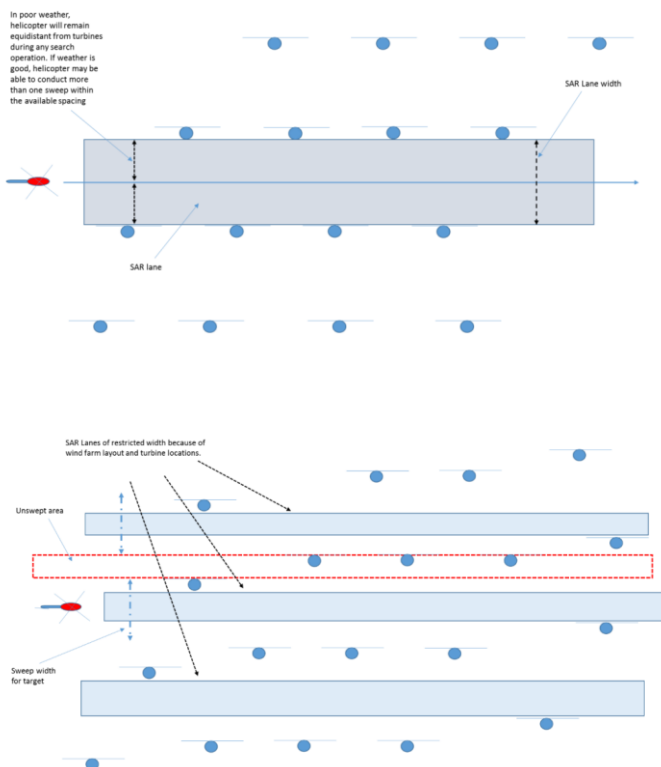 In poor weather,
helicopter will remain
equidistant from turbines
during any search
operation. If weather is
good, helicopter may be
able to conduct more
than one sweep within
the available spacing
SAR Lane width
SAR lane
SAR Lanes of restricted width because of
wind farm layout and turbine locations.
Unswept area
Sweep width
for target